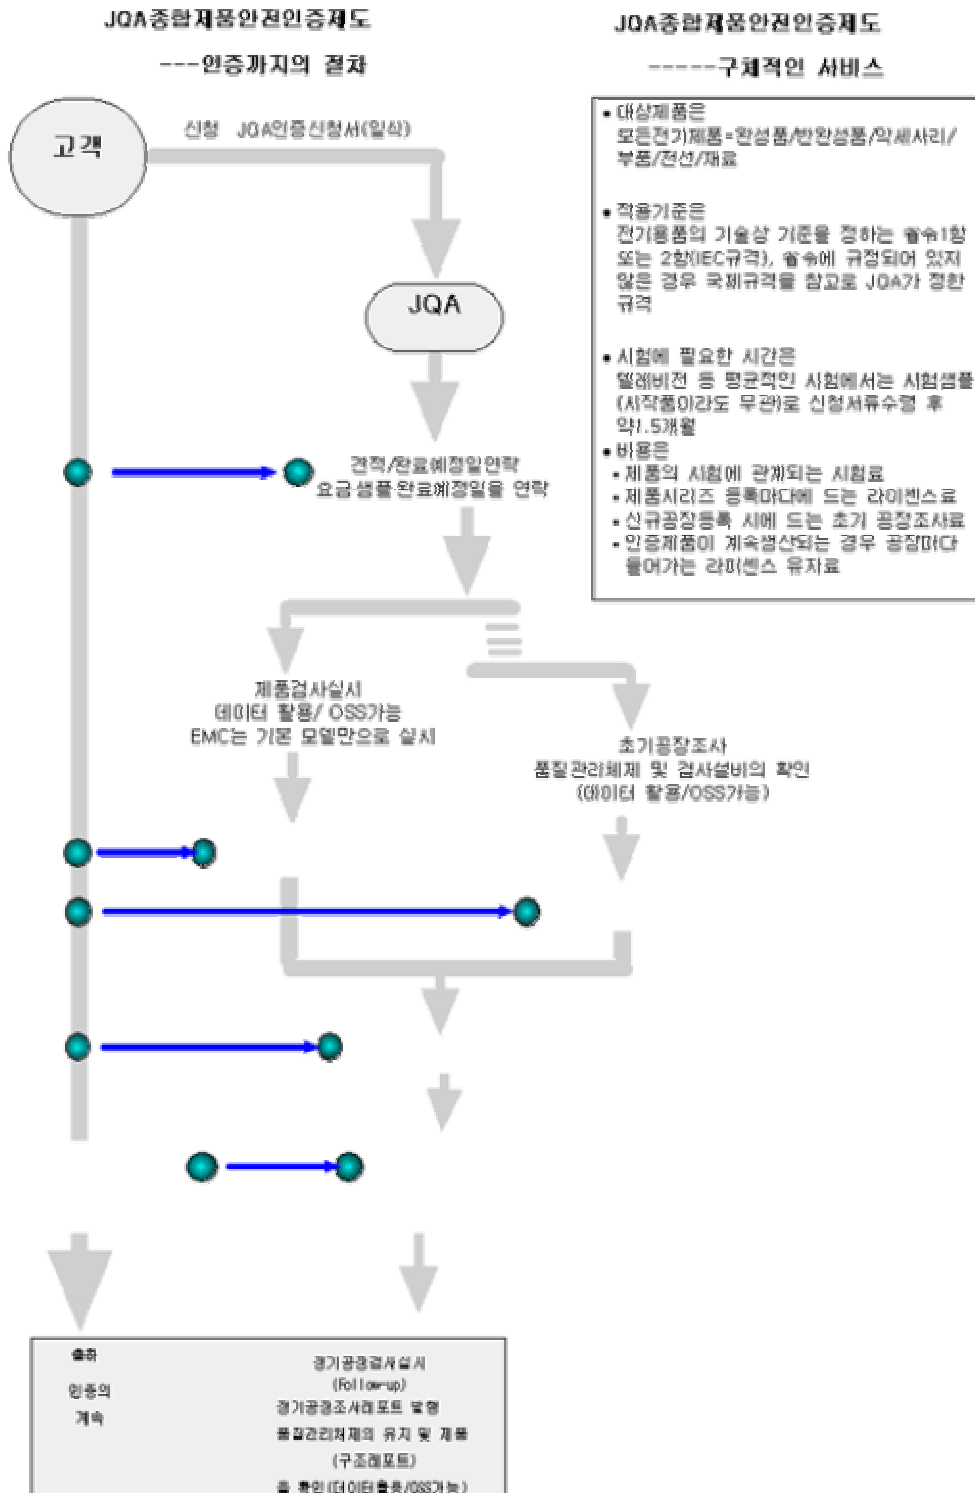 JQA종합제품안전인증제도
---인증까지의 절차
고객
신청 JQA인증신청서(일식)
JQA
견적/완료예정일연락
요금샘플완료예정일을 연락
제품검사실시
데이터 활용/ OSS가능
EMC는 기본 모델만으로 실시
초기공장조사
품질관리체제 및 검사설비의 확인
(데이터 활용/OSS가능)
출하
인증의
계속
정기공장검사실시
(Follow-up)
정기공장조사레포트 발행
품질관리체제의 유지 및 제품
(구조레포트)
을 확인(데이터활용/OSS가능)
JQA종합제품안전인증제도
-----구체적인 서비스
• 대상제품은
모든전기제품=완성품/반완성품/악세사리/
부품/전선/재료
• 적용기준은
전기용품의 기술상 기준을 정하는 省令1항
또는 2항(IEC규격), 省令에 규정되어 있지
않은 경우 국제규격을 참고로 JQA가 정한
규격
• 시험에 필요한 시간은
텔레비전 등 평균적인 시험에서는 시험샘플
(시작품이라도 무관)로 신청서류수령 후
약1.5개월
• 비용은
• 제품의 시험에 관계되는 시험료
• 제품시리즈 등록마다에 드는 라이센스료
• 신규공장등록 시에 드는 초기 공장조사료
• 인증제품이 계속생산되는 경우 공장마다
들어가는 라이센스 유지료